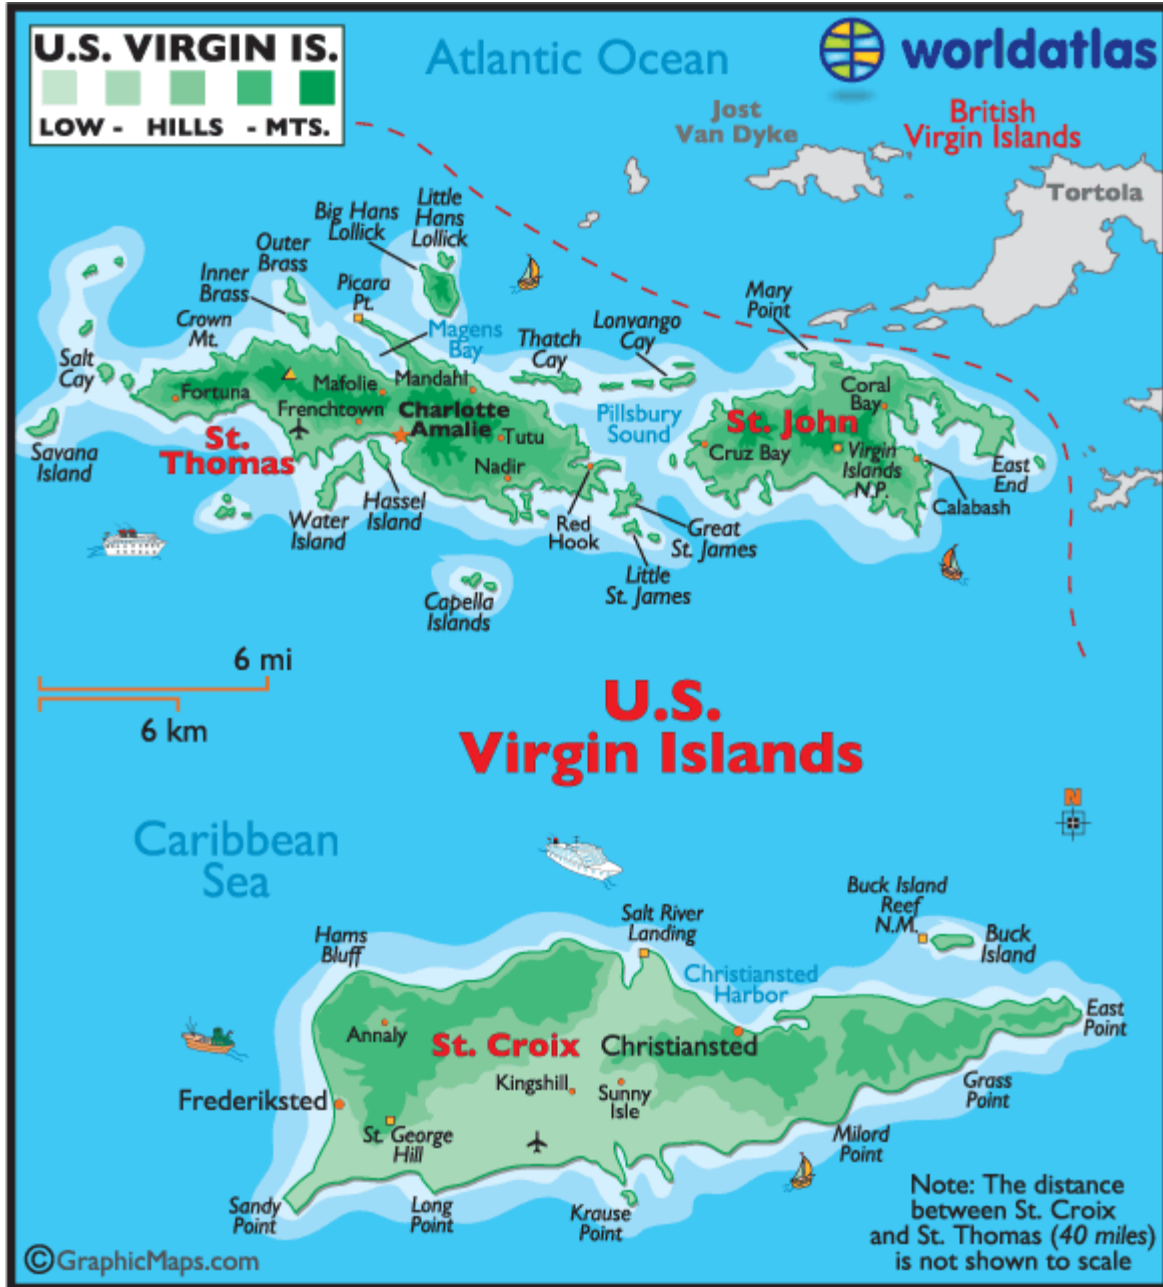 U.S. VIRGIN IS.
LOW - HILLS - MTS.
Atlantic Ocean
worldatlas
Jost
Van Dyke
British
Virgin Islands
Tortola
Little
Hans
Lollick
Big Hans
Lollick
Outer
Brass
Inner
Brass
Picara
Pt.
Crown
Mt.
Magens
Bay
Mary
Point
Lonvango
Cay
Thatch
Cay
Salt
Cay
Fortuna
Mafolie
Mandahl
Frenchtown
Charlotte
Amalie
Tutu
Nadir
St.
Thomas
Savana
Island
Water
Island
Hassel
Island
Pillsbury
Sound
St. John
Coral
Bay
Cruz Bay
Virgin
Islands
N.P.
East
End
Calabash
Red
Hook
Great
St. James
Little
St. James
Capella
Islands
6 mi
6 km
U.S.
Virgin Islands
N
Caribbean
Sea
Buck Island
Reef
N.M.
Buck
Island
Salt River
Landing
Hams
Bluff
Christiansted
Harbor
Annaly
St. Croix
Christiansted
East
Point
Kingshill
Sunny
Isle
Frederiksted
Grass
Point
St. George
Hill
Milord
Point
Sandy
Point
Long
Point
Krause
Point
Note: The distance
between St. Croix
and St. Thomas (40 miles)
is not shown to scale
©GraphicMaps.com